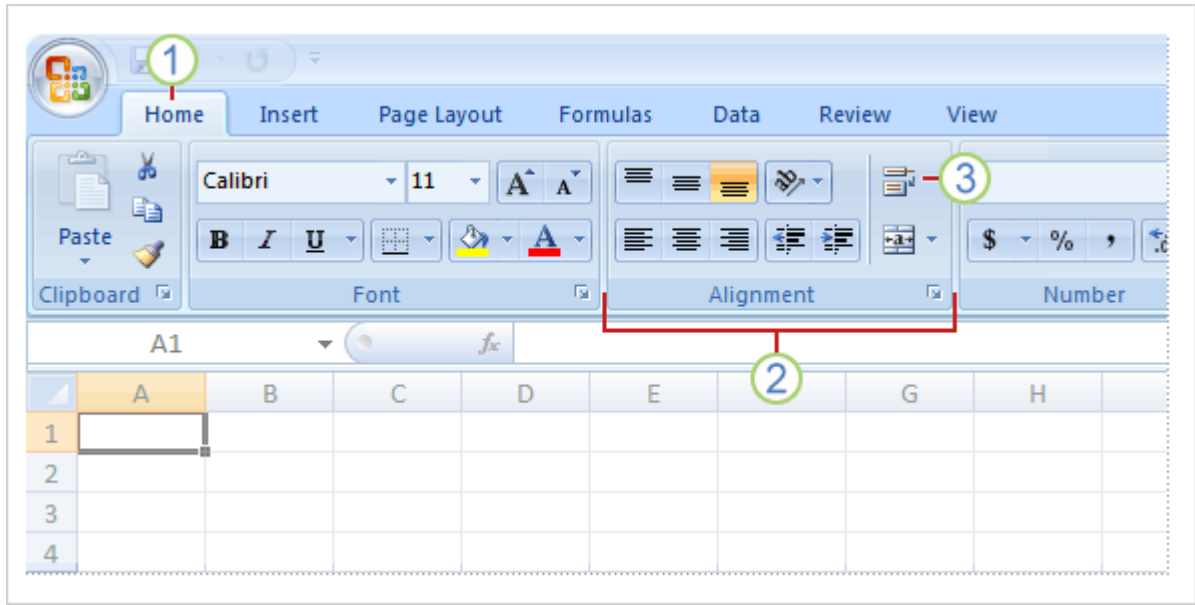 1
Home Insert Page Layout Formulas Data Review View
Calibri 11 A A 3
Paste B I U A a $ % ,
Clipboard Font Alignment Number
A1 fx
2
A B C D E G H
1
2
3
4